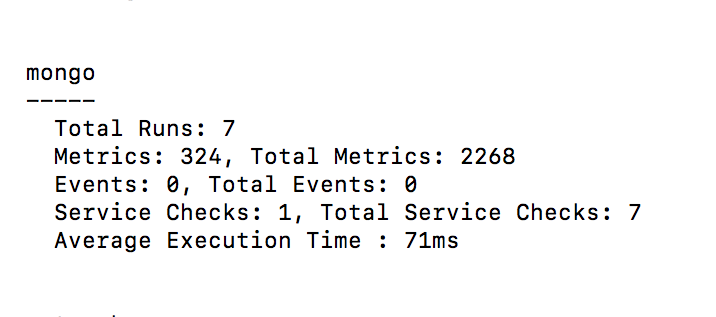 mongo
-----
Total Runs: 7
Metrics: 324, Total Metrics: 2268
Events: 0, Total Events: 0
Service Checks: 1, Total Service Checks: 7
Average Execution Time : 71ms